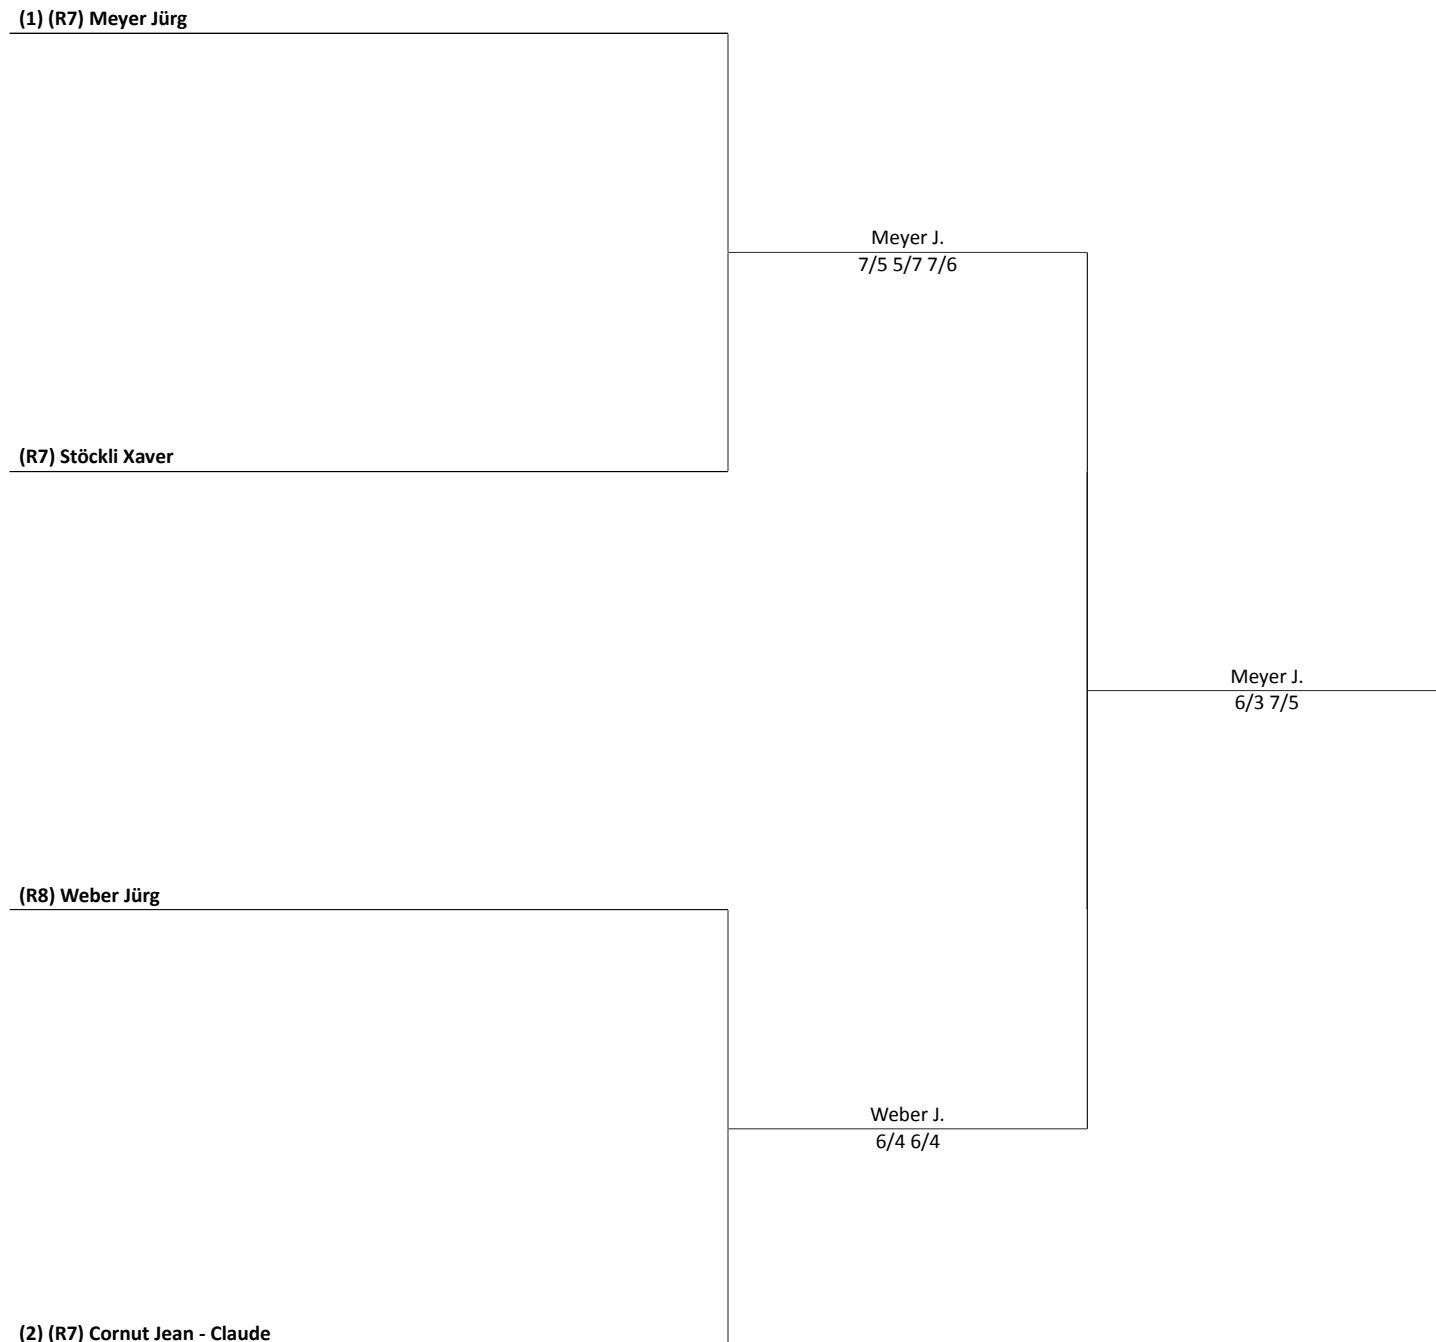 (1) (R7) Meyer Jürg
Meyer J.
7/5 5/7 7/6
(R7) Stöckli Xaver
Meyer J.
6/3 7/5
(R8) Weber Jürg
Weber J.
6/4 6/4
(2) (R7) Cornut Jean - Claude